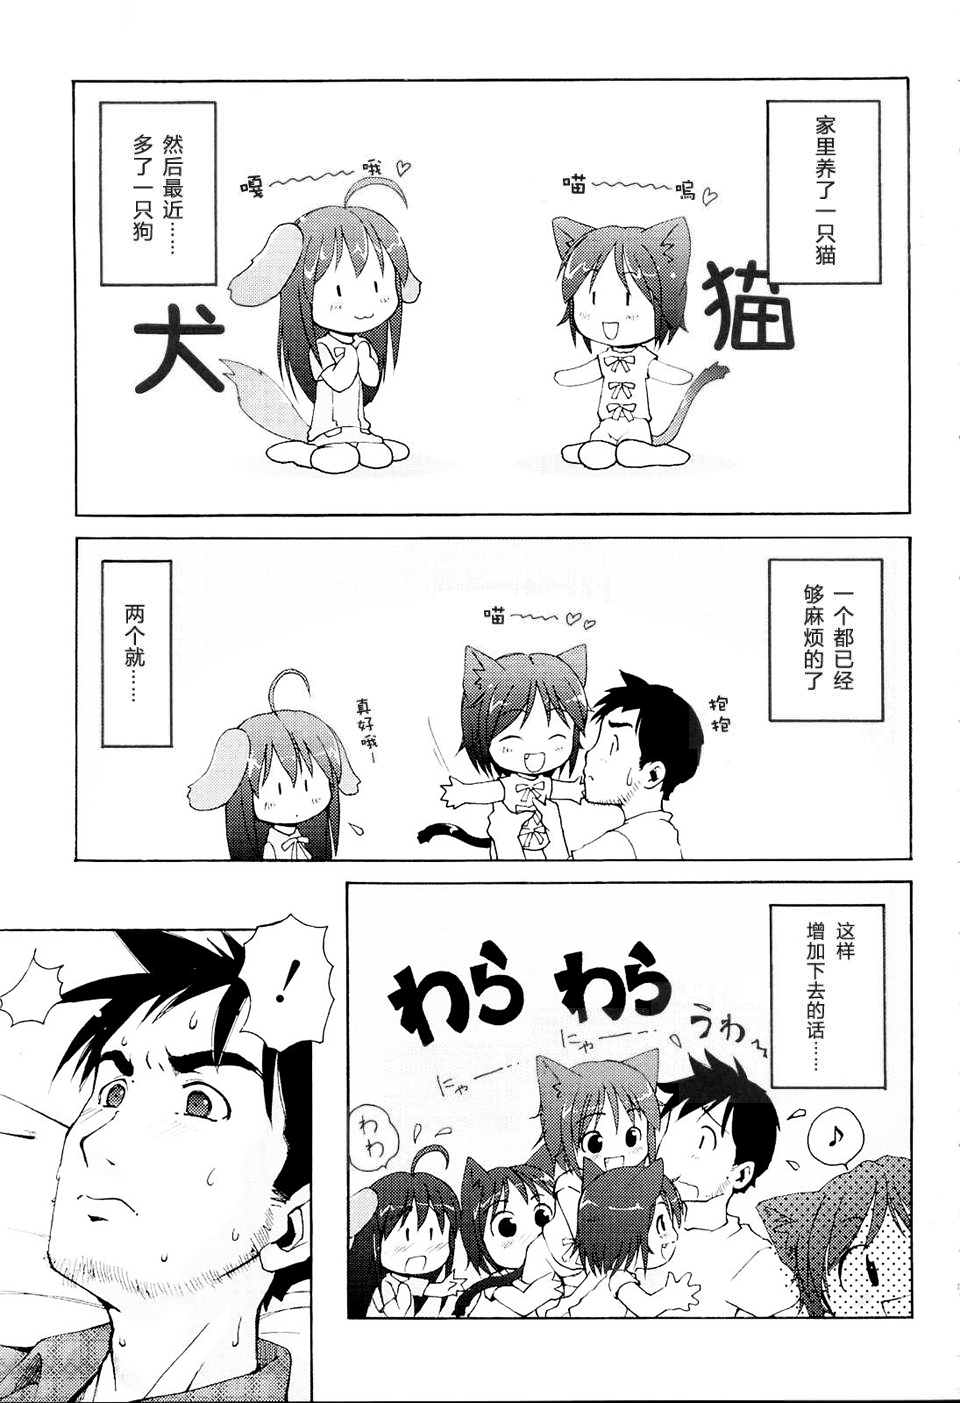 家里养了一只猫
喵~~~~~呜♡
猫
然后最近……
多了一只狗
嘎~~~~~哦♡
犬
一个都已经
够麻烦的了
抱抱
喵~~~♡♡
真好哦—
两个就……
这样
增加下去的话……
わらわら
うわ~
にゃー…
にゃー…
♪
わわ
!